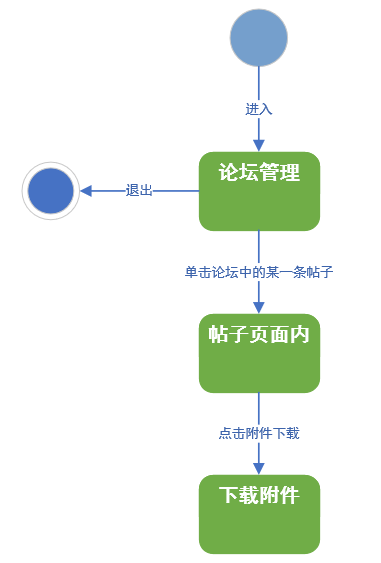 进入
论坛管理
退出
单击论坛中的某一条帖子
帖子页面内
点击附件下载
下载附件